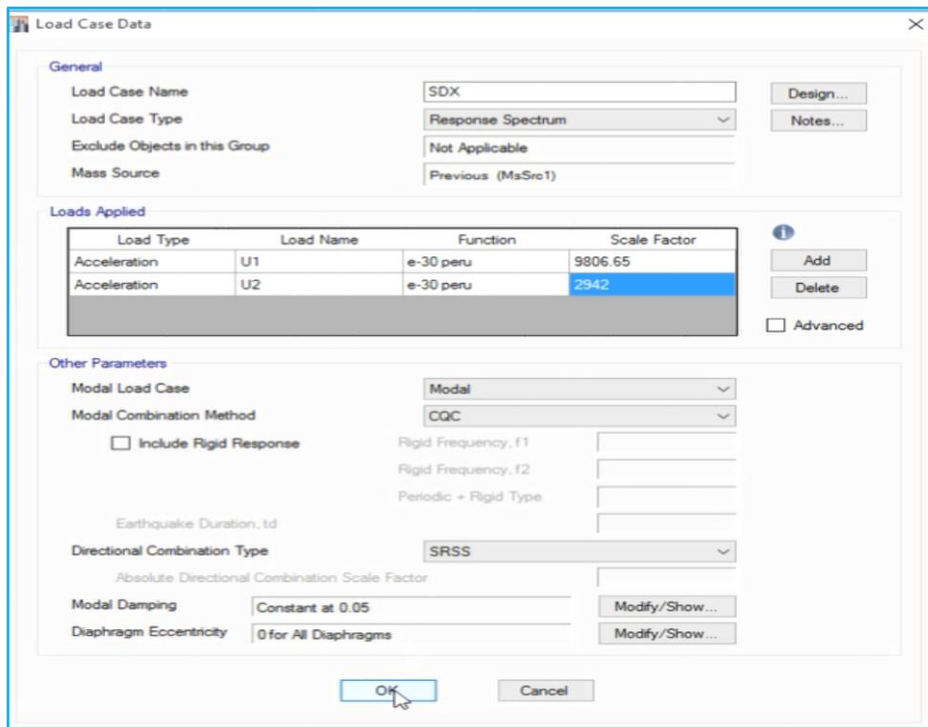 Load Case Data
General
Load Case Name SDX Design...
Load Case Type Response Spectrum Notes...
Exclude Objects in this Group Not Applicable
Mass Source Previous (MsSrc1)
Loads Applied
Load Type Load Name Function Scale Factor
Acceleration U1 e-30 peru 9806.65 Add
Acceleration U2 e-30 peru 2942 Delete
Advanced
Other Parameters
Modal Load Case Modal
Modal Combination Method CQC
Include Rigid Response Rigid Frequency, f1
Rigid Frequency, f2
Periodic + Rigid Type
Earthquake Duration, td
Directional Combination Type SRSS
Absolute Directional Combination Scale Factor
Modal Damping Constant at 0.05 Modify/Show...
Diaphragm Eccentricity 0 for All Diaphragms Modify/Show...
OK Cancel